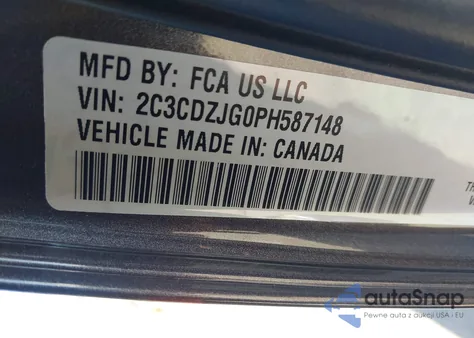 MFD BY: FCA US LLC
VIN: 2C3CDZJG0PH587148
VEHICLE MADE IN: CANADA
autoSnap
Pewne auta z aukcji USA - EU